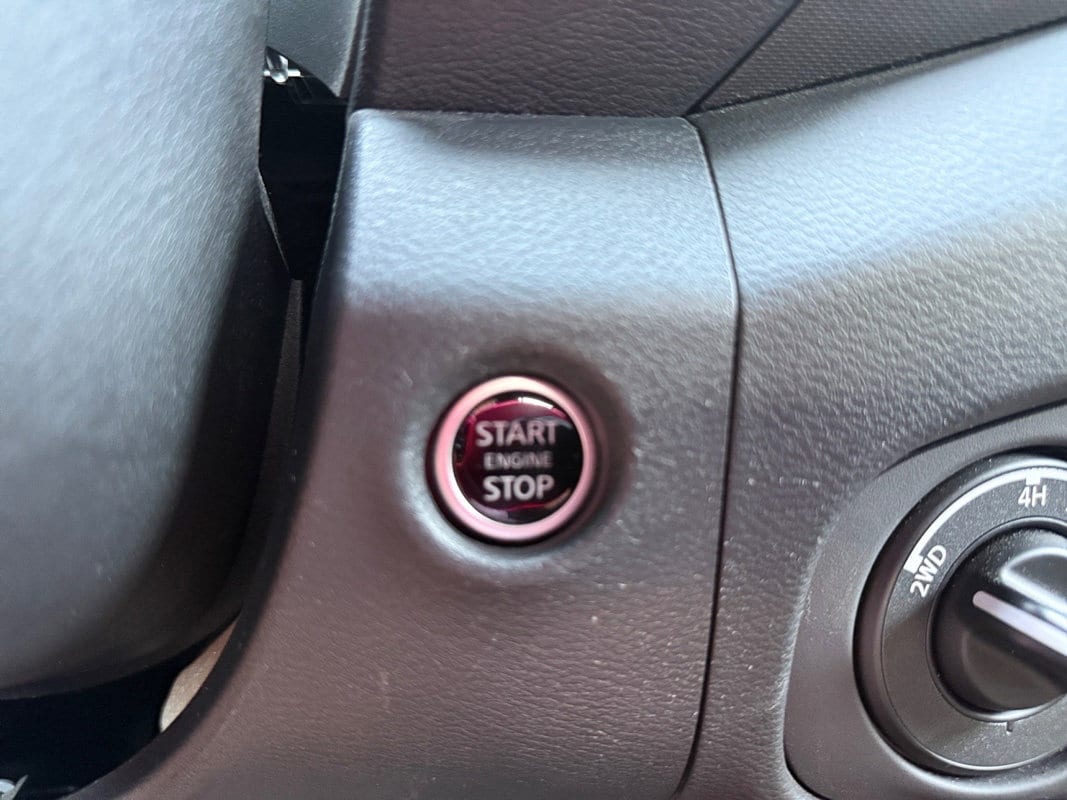 START
ENGINE
STOP
4H
2WD